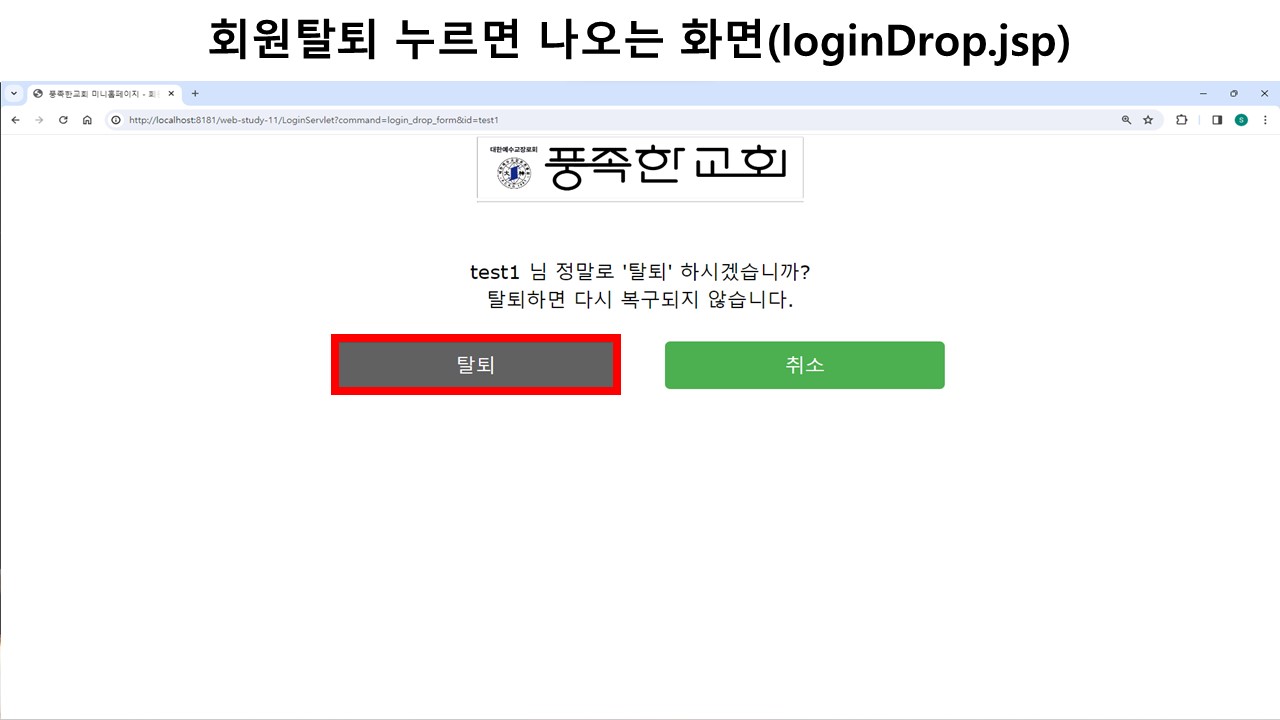 회원탈퇴 누르면 나오는 화면(loginDrop.jsp)
풍족한교회 미니홈페이지 - 회
http://localhost:8181/web-study-11/LoginServlet?command=login_drop_form&id=test1
S
대한예수교장로회
풍족한교회
test1 님 정말로 '탈퇴' 하시겠습니까?
탈퇴하면 다시 복구되지 않습니다.
탈퇴
취소